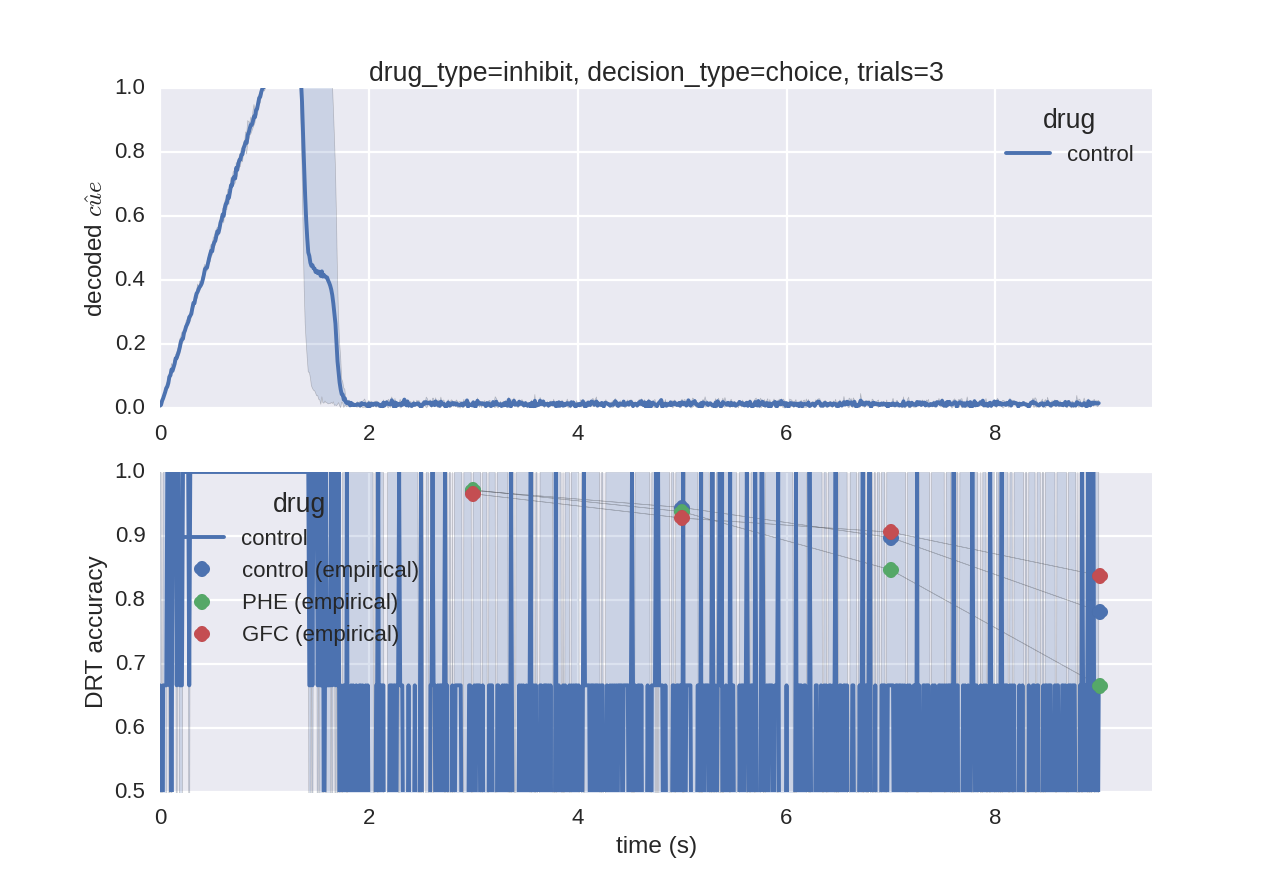 drug_type=inhibit, decision_type=choice, trials=3
1.0
0.8
0.6
0.4
0.2
0.0
decoded cûe
drug
control
0 2 4 6 8
1.0
0.9
0.8
0.7
0.6
0.5
DRT accuracy
drug
control
control (empirical)
PHE (empirical)
GFC (empirical)
0 2 4 6 8
time (s)